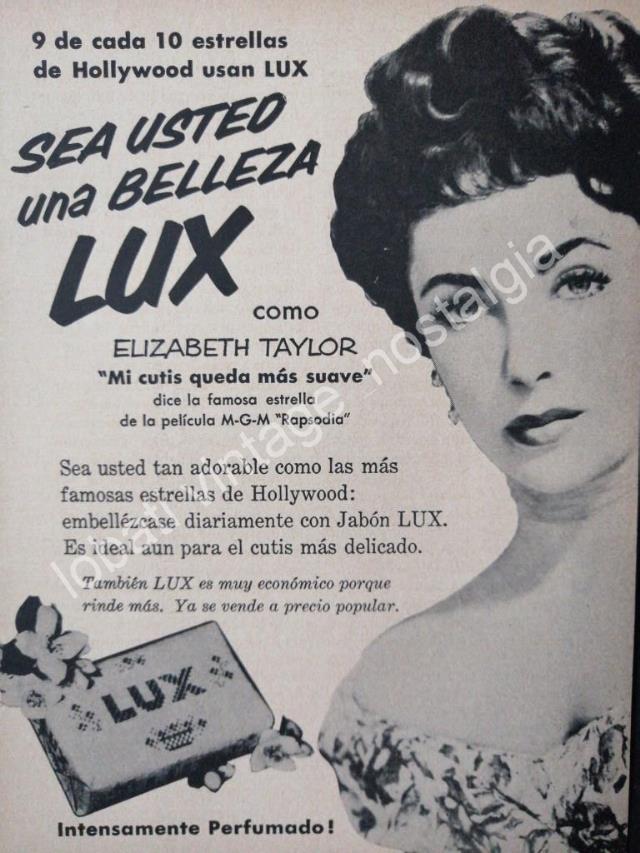 9 de cada 10 estrellas
de Hollywood usan LUX
SEA USTED
una BELLEZA
LUX
como
ELIZABETH TAYLOR
"Mi cutis queda más suave"
dice la famosa estrella
de la película M-G-M "Rapsodia"
Sea usted tan adorable como las más
famosas estrellas de Hollywood:
embellézcase diariamente con Jabón LUX.
Es ideal aun para el cutis más delicado.
También LUX es muy económico porque
rinde más. Ya se vende a precio popular.
LUX
Intensamente Perfumado!
lobati_vintage_nostalgia